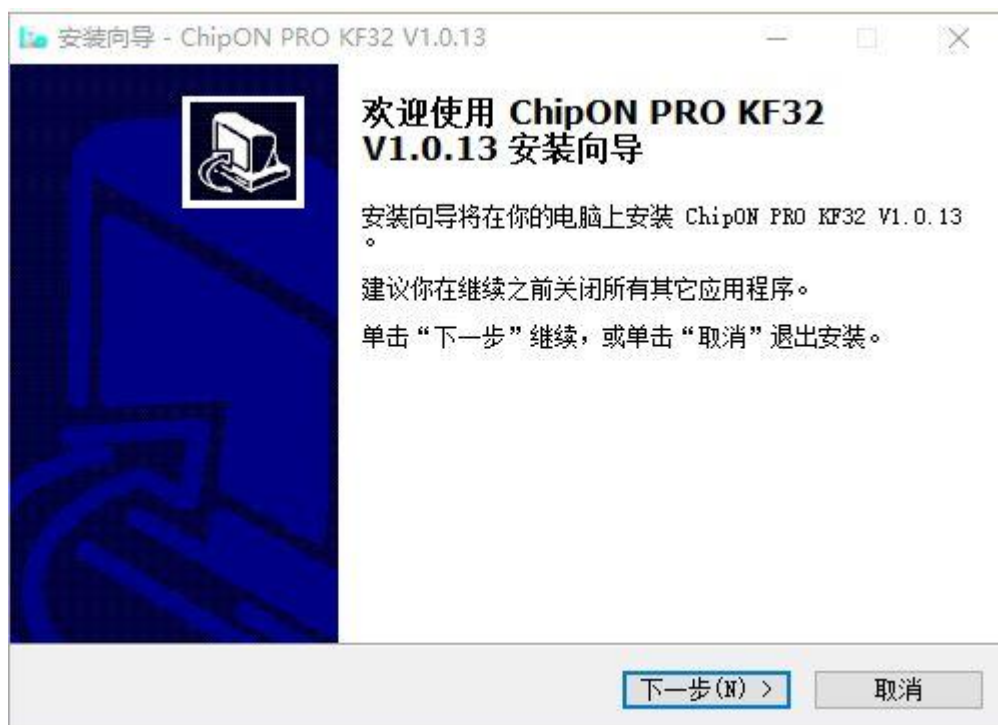 安装向导 - ChipON PRO KF32 V1.0.13
欢迎使用 ChipON PRO KF32
V1.0.13 安装向导
安装向导将在你的电脑上安装 ChipON PRO KF32 V1.0.13
。
建议你在继续之前关闭所有其它应用程序。
单击“下一步”继续，或单击“取消”退出安装。
下一步(N) >
取消